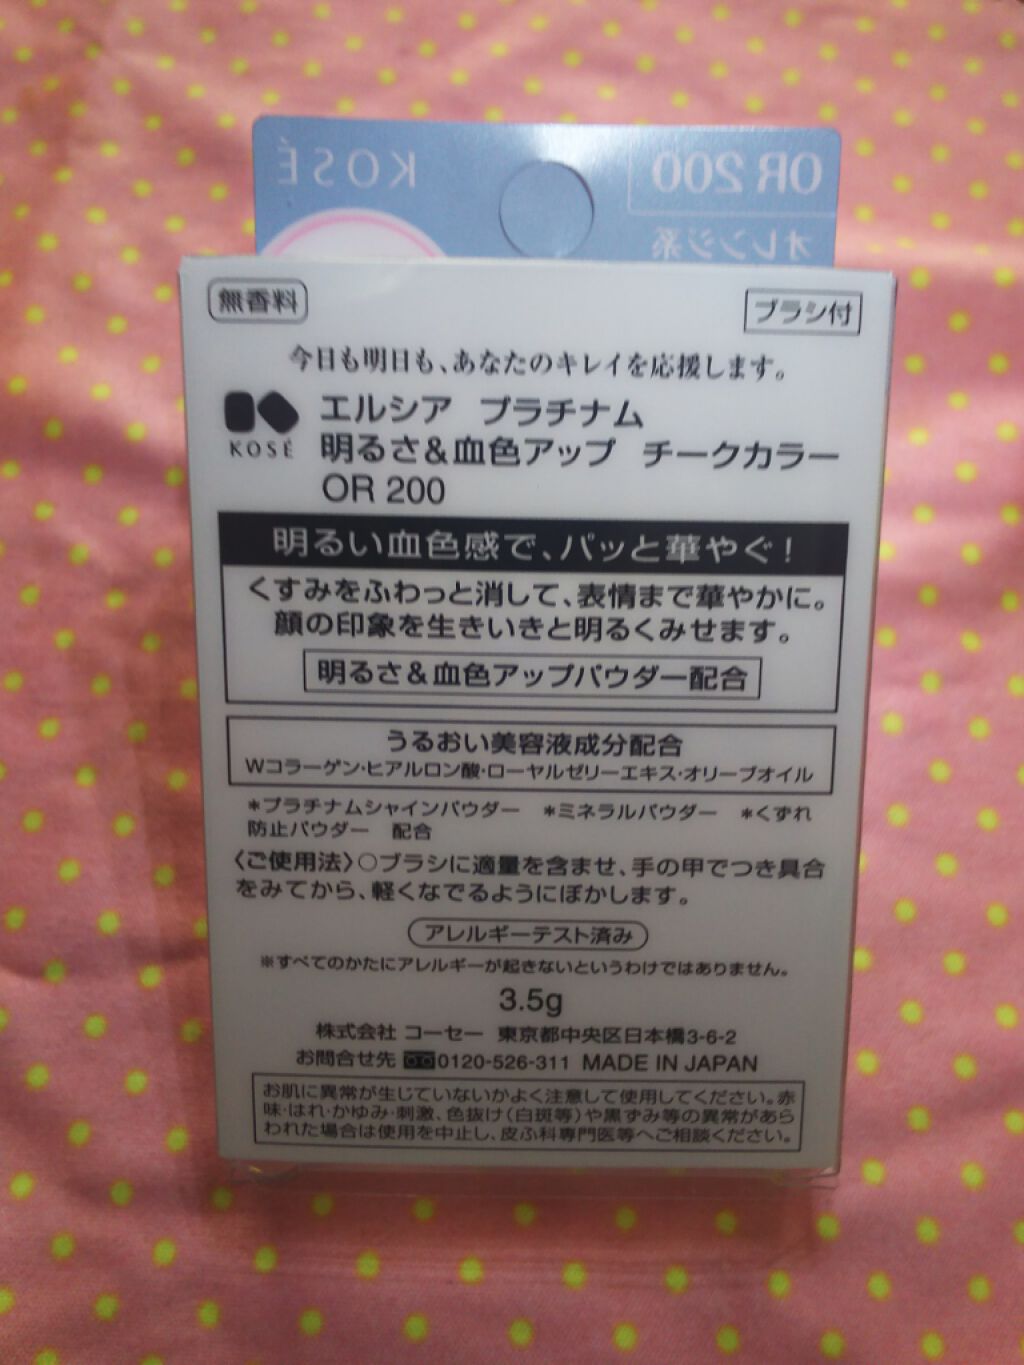 KOSÉ
OR 200
オレンジ系
無香料
ブラシ付
今日も明日も、あなたのキレイを応援します。
KOSÉ
エルシア プラチナム
明るさ&血色アップ チークカラー
OR 200
明るい血色感で、パッと華やぐ!
くすみをふわっと消して、表情まで華やかに。
顔の印象を生きいきと明るくみせます。
明るさ&血色アップパウダー配合
うるおい美容液成分配合
Wコラーゲン・ヒアルロン酸・ローヤルゼリーエキス・オリーブオイル
*プラチナムシャインパウダー *ミネラルパウダー *くずれ
防止パウダー 配合
〈ご使用法〉○ブラシに適量を含ませ、手の甲でつき具合
をみてから、軽くなでるようにぼかします。
アレルギーテスト済み
※すべてのかたにアレルギーが起きないというわけではありません。
3.5g
株式会社 コーセー 東京都中央区日本橋3-6-2
お問合せ先 0120-526-311 MADE IN JAPAN
お肌に異常が生じていないかよく注意して使用してください。赤
味・はれ・かゆみ・刺激、色抜け(白斑等)や黒ずみ等の異常があら
われた場合は使用を中止し、皮ふ科専門医等へご相談ください。